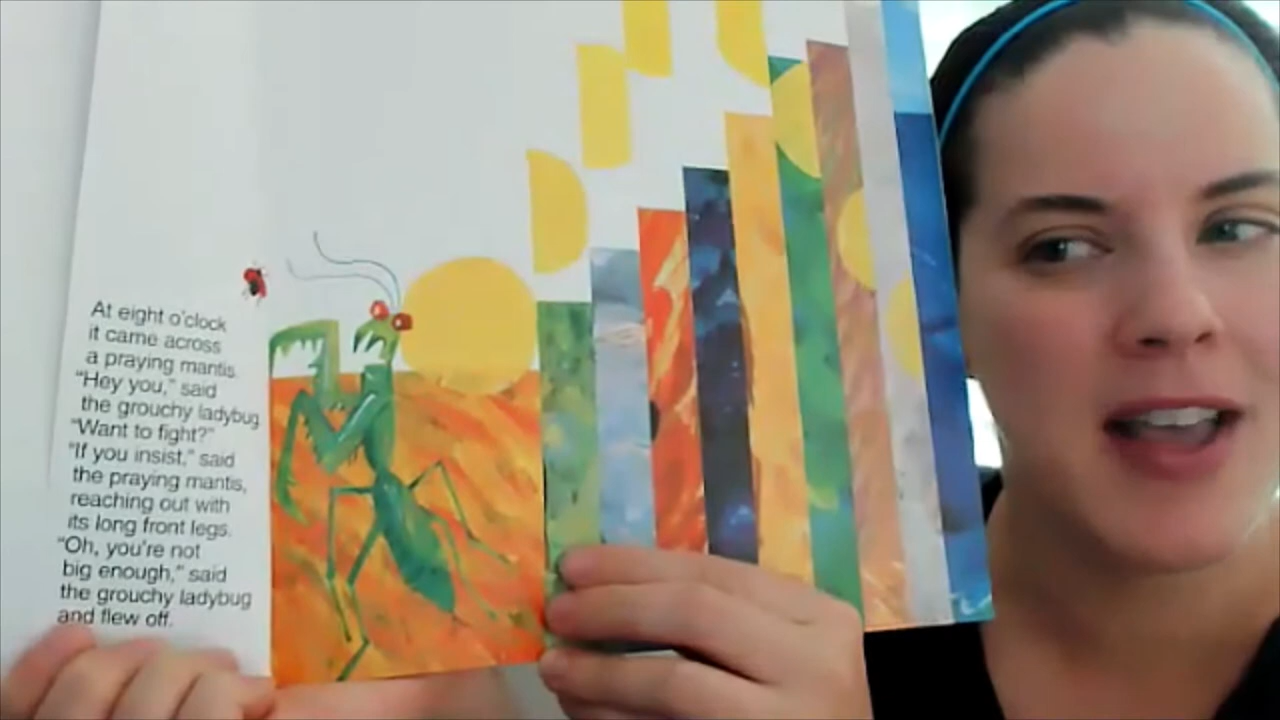 At eight o'clock
it came across
a praying mantis.
"Hey you," said
the grouchy ladybug.
"Want to fight?"
"If you insist," said
the praying mantis,
reaching out with
its long front legs.
"Oh, you're not
big enough," said
the grouchy ladybug
and flew off.